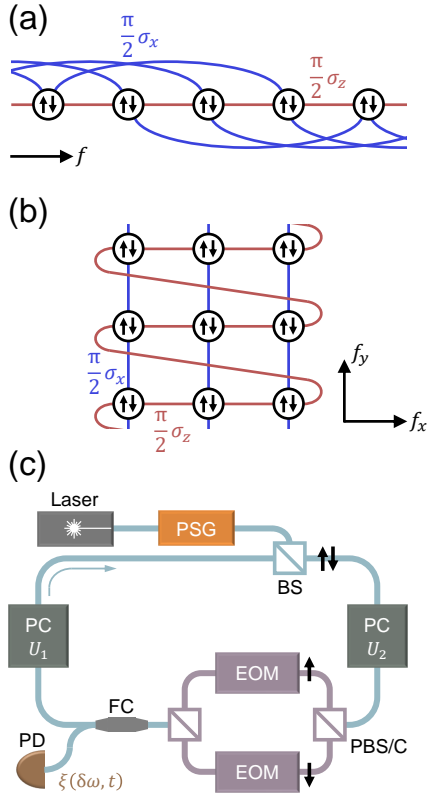 (a)
π/2 σx
π/2 σz
f
(b)
π/2 σx
π/2 σz
fy
fx
(c)
Laser
PSG
BS
PC
U1
PC
U2
EOM
FC
PD
ξ(δω, t)
PBS/C
EOM